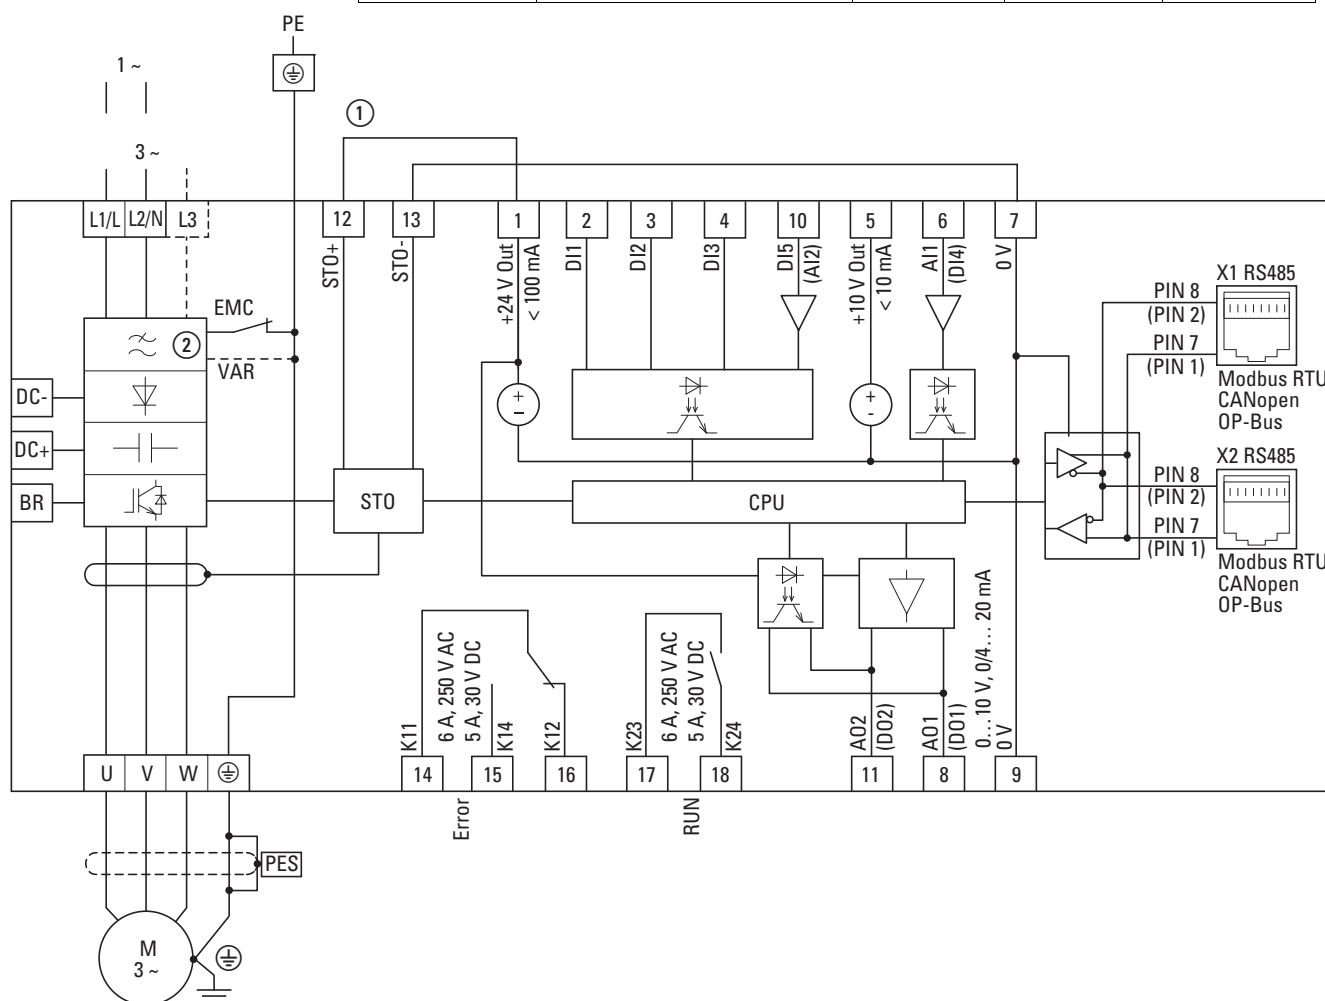 PE
1 ~
①
3 ~
L1/L L2/N L3
12 13 1 2 3 4 10 5 6 7
STO+
STO-
+24 V Out
< 100 mA
DI1
DI2
DI3
DI5
(AI2)
+10 V Out
< 10 mA
AI1
(DI4)
0 V
X1 RS485
PIN 8
(PIN 2)
PIN 7
(PIN 1)
Modbus RTU
CANopen
OP-Bus
EMC
②
VAR
DC-
DC+
BR
STO
CPU
X2 RS485
PIN 8
(PIN 2)
PIN 7
(PIN 1)
Modbus RTU
CANopen
OP-Bus
K11
6 A, 250 V AC
5 A, 30 V DC
K14
K12
K23
6 A, 250 V AC
5 A, 30 V DC
K24
AO2
(DO2)
AO1
(DO1)
0…10 V, 0/4… 20 mA
0 V
U V W
14 15 16 17 18 11 8 9
Error
RUN
PES
M
3 ~